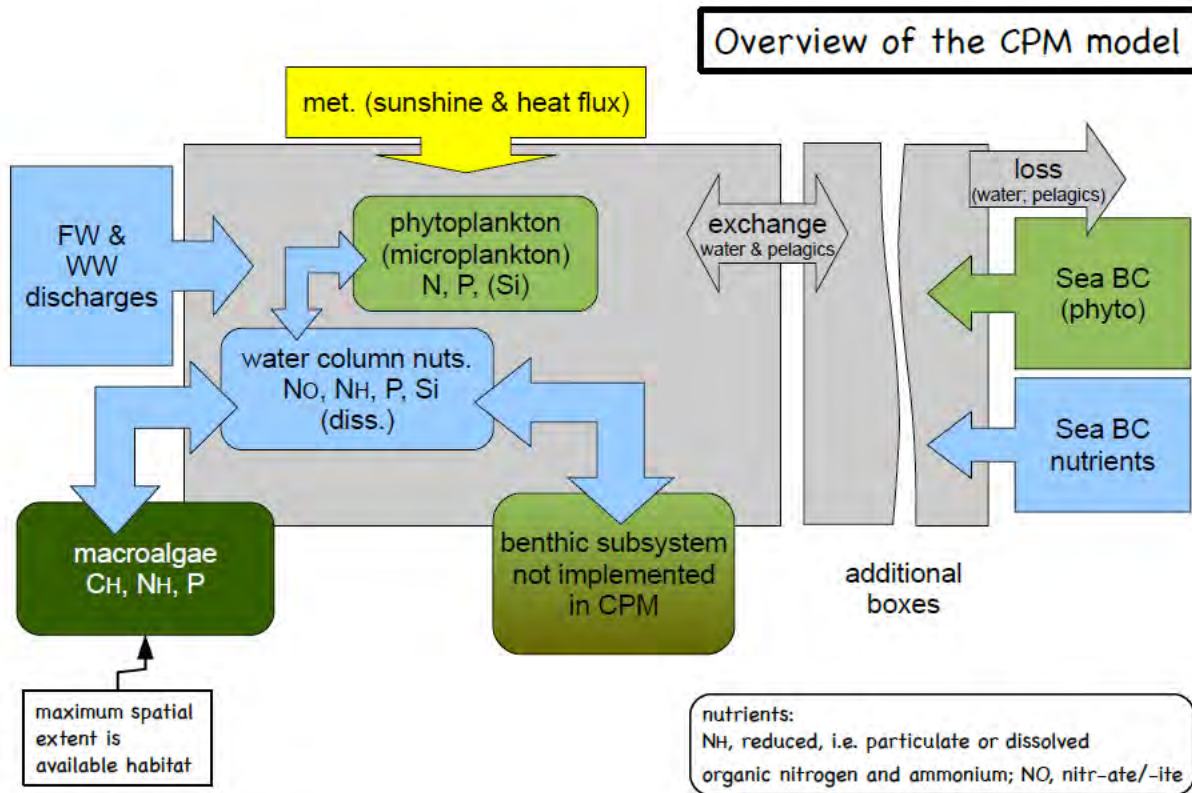 Overview of the CPM model
met. (sunshine & heat flux)
FW &
WW
discharges
phytoplankton
(microplankton)
N, P, (Si)
exchange
water & pelagics
loss
(water; pelagics)
Sea BC
(phyto)
water column nuts.
NO, NH, P, Si
(diss.)
Sea BC
nutrients
macroalgae
CH, NH, P
benthic subsystem
not implemented
in CPM
additional
boxes
maximum spatial
extent is
available habitat
nutrients:
NH, reduced, i.e. particulate or dissolved
organic nitrogen and ammonium; NO, nitr-ate/-ite